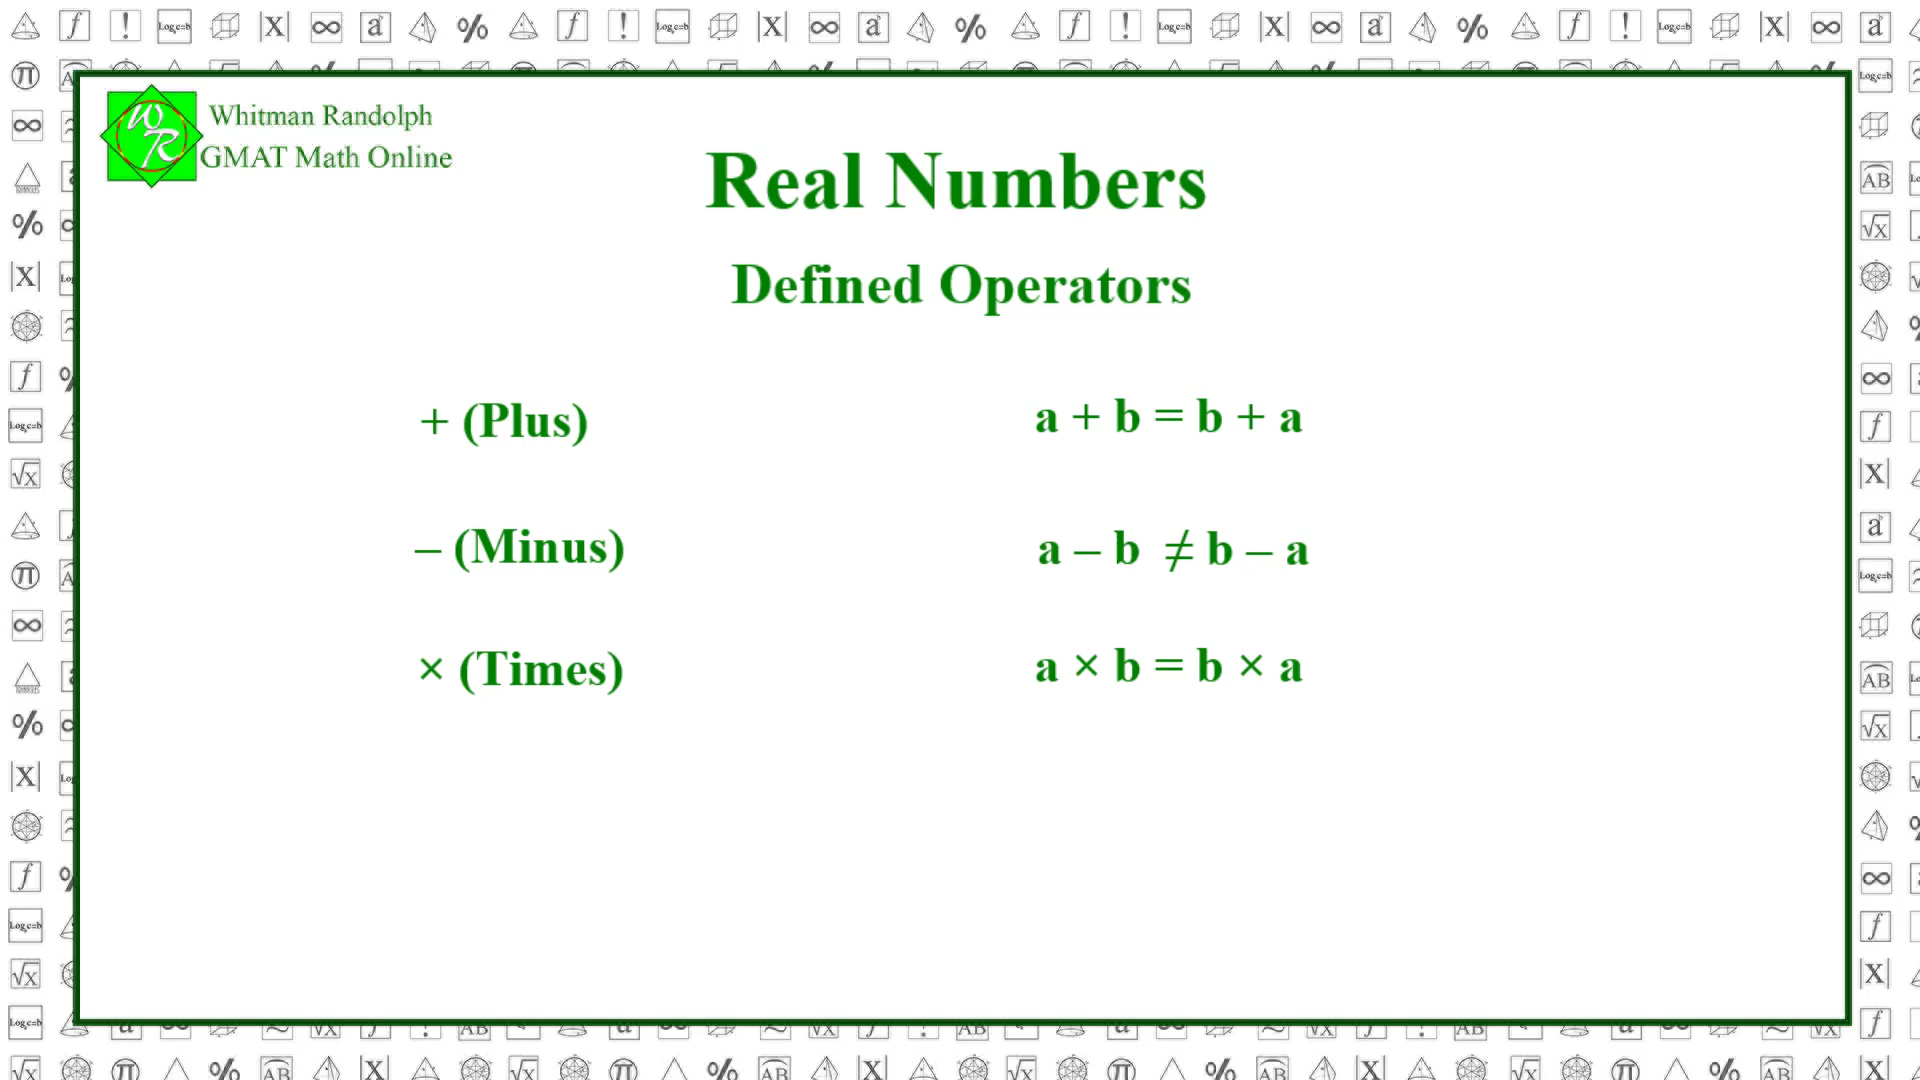 Whitman Randolph
GMAT Math Online
Real Numbers
Defined Operators
+ (Plus)
a + b = b + a
– (Minus)
a – b ≠ b – a
× (Times)
a × b = b × a